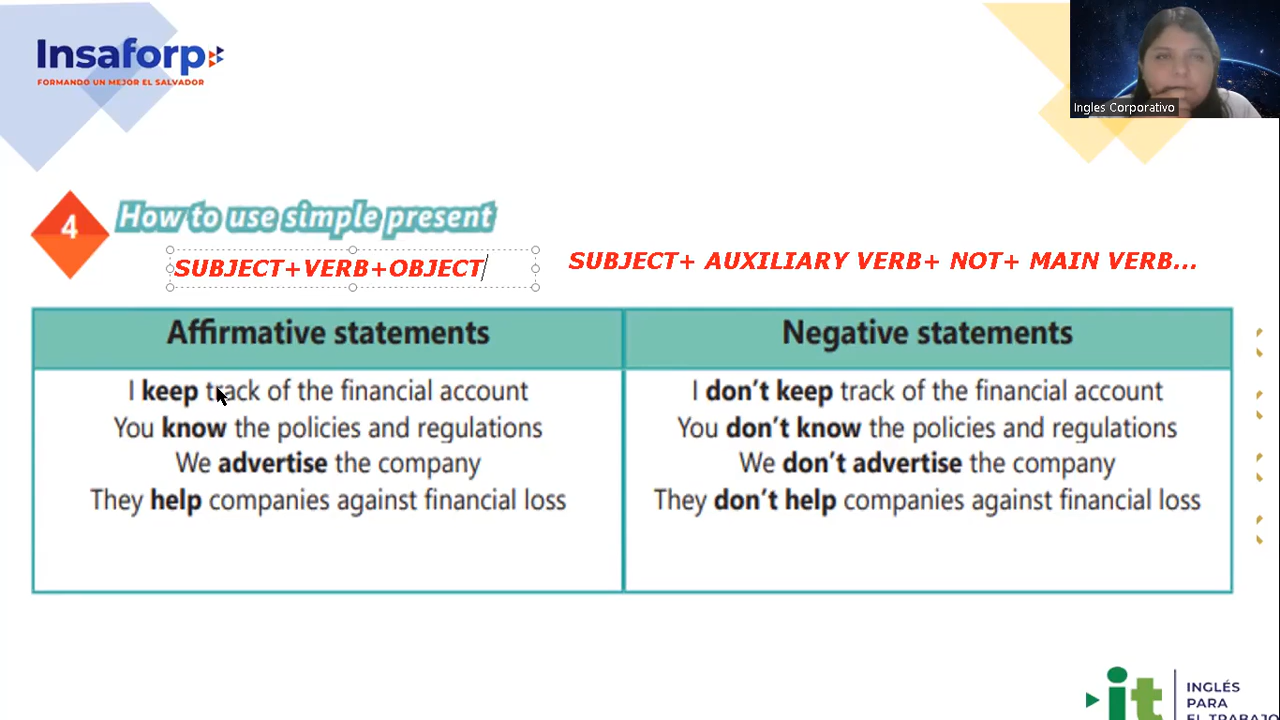 Insaforp
FORMANDO UN MEJOR EL SALVADOR
Ingles Corporativo
4
How to use simple present
SUBJECT+VERB+OBJECT
SUBJECT+ AUXILIARY VERB+ NOT+ MAIN VERB...
Affirmative statements
I keep track of the financial account
You know the policies and regulations
We advertise the company
They help companies against financial loss
Negative statements
I don't keep track of the financial account
You don't know the policies and regulations
We don't advertise the company
They don't help companies against financial loss
it
INGLÉS
PARA
EL TRABAJO